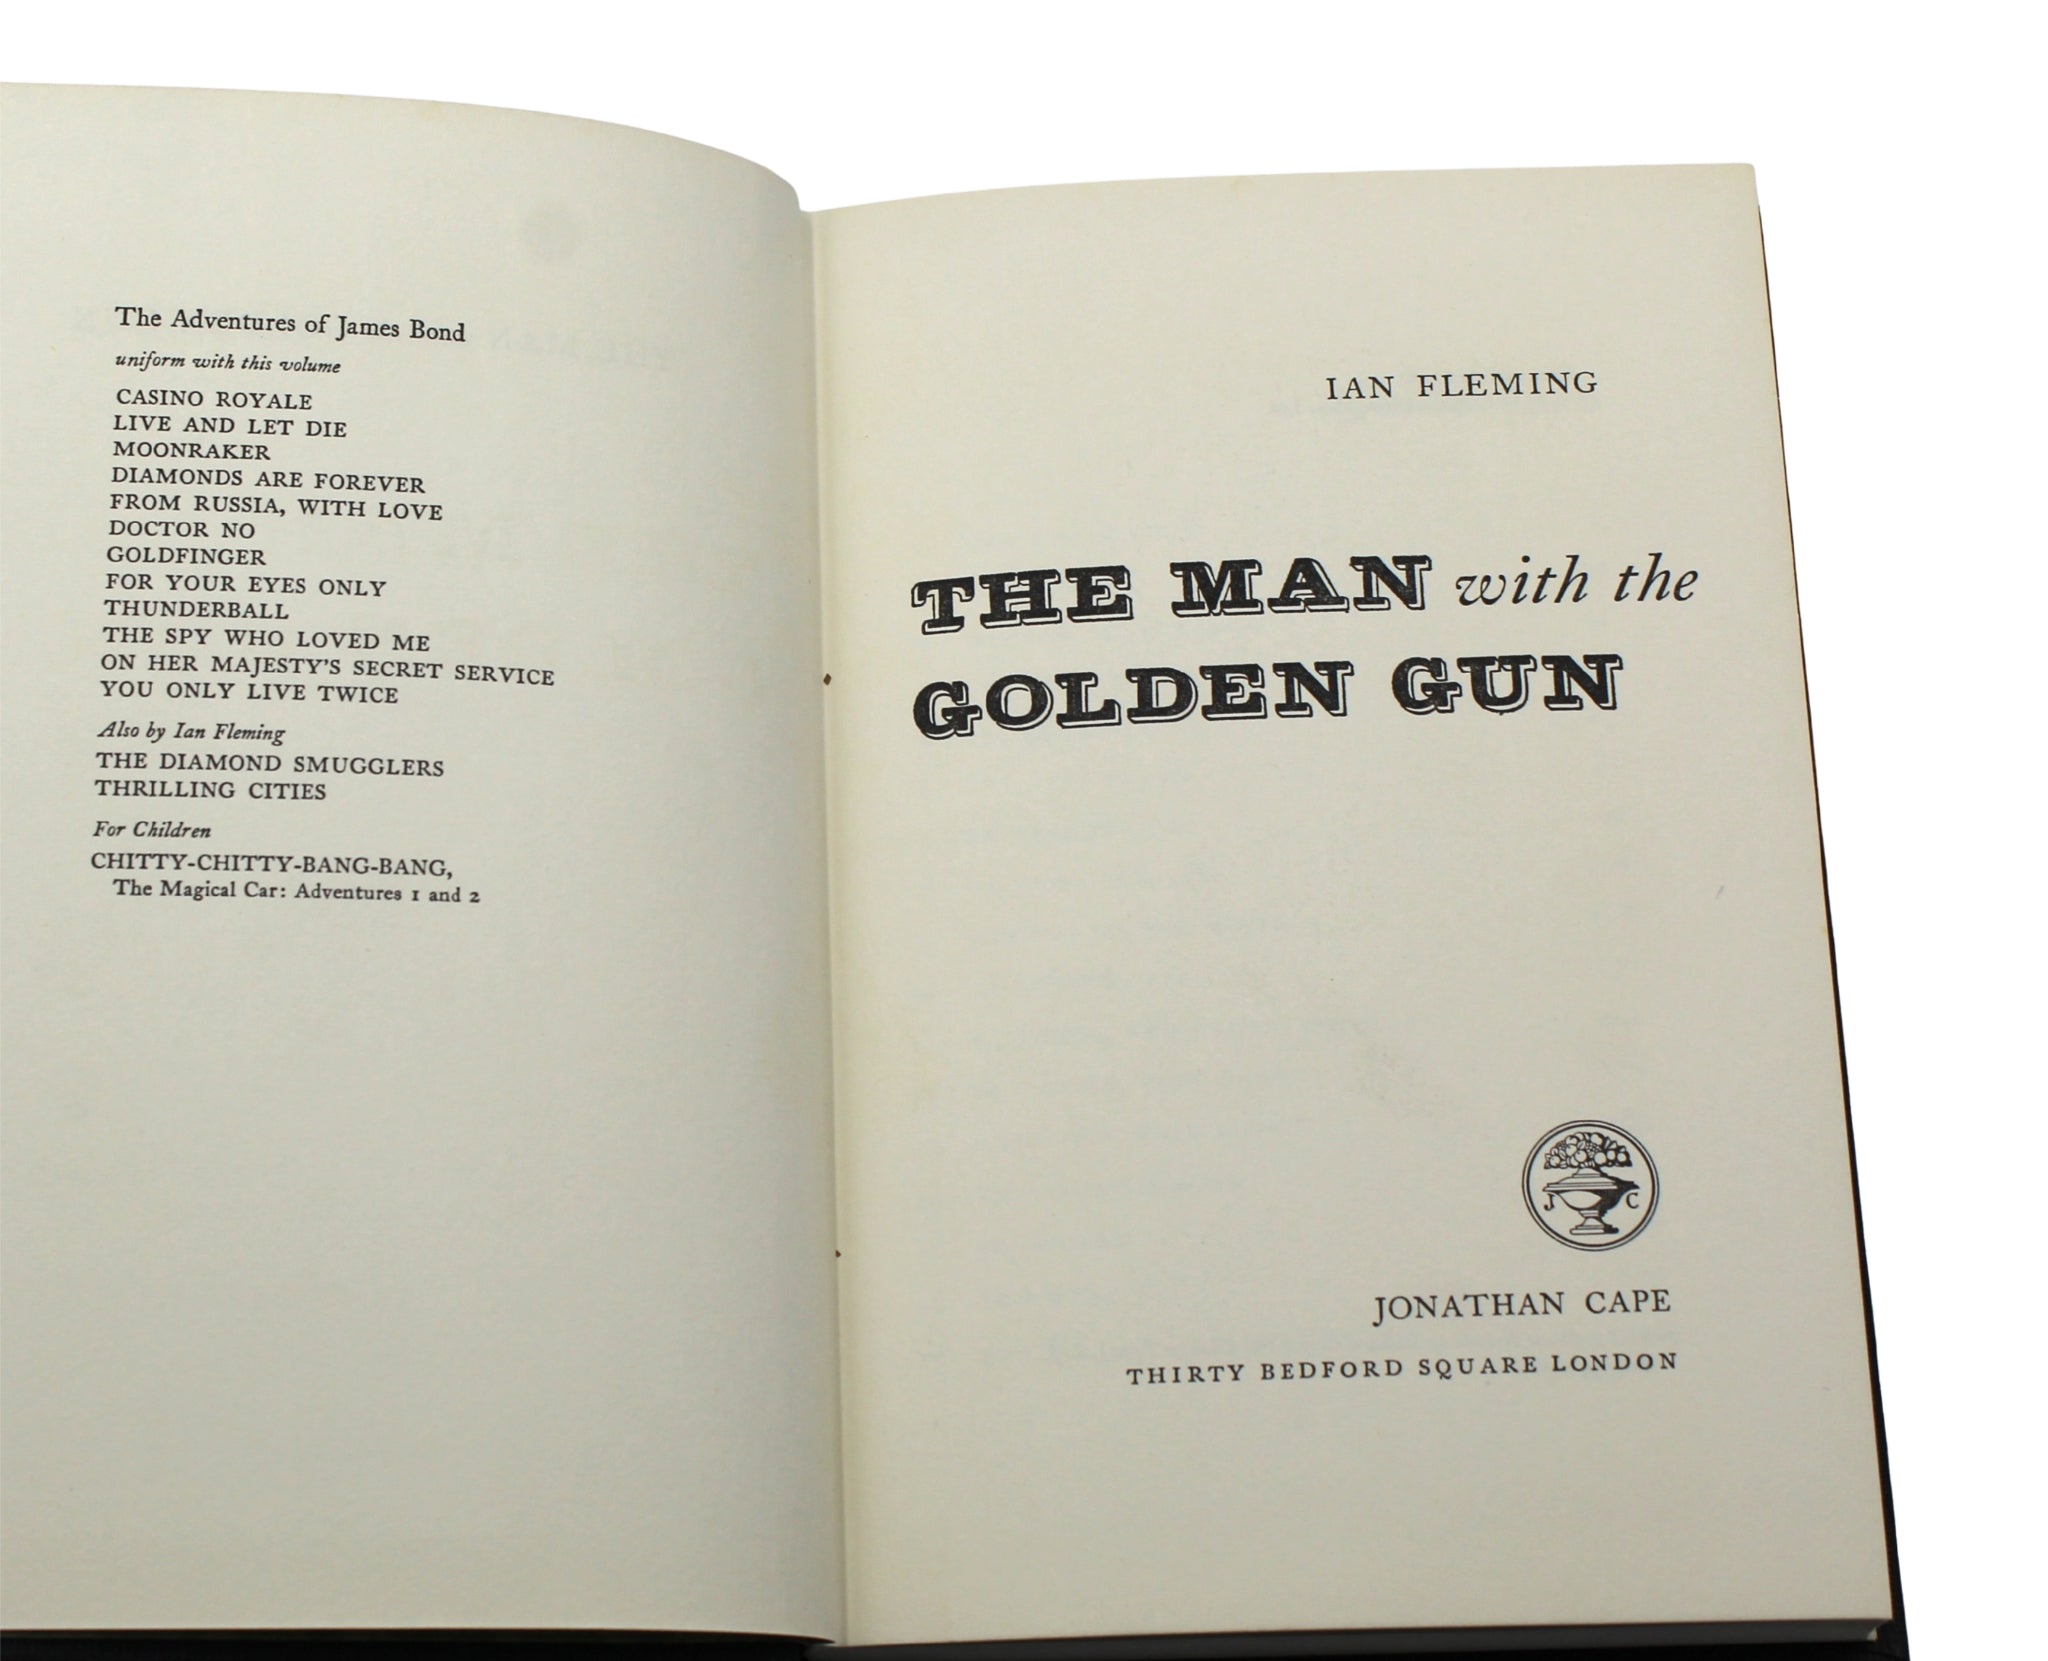 The Adventures of James Bond
uniform with this volume
CASINO ROYALE
LIVE AND LET DIE
MOONRAKER
DIAMONDS ARE FOREVER
FROM RUSSIA, WITH LOVE
DOCTOR NO
GOLDFINGER
FOR YOUR EYES ONLY
THUNDERBALL
THE SPY WHO LOVED ME
ON HER MAJESTY'S SECRET SERVICE
YOU ONLY LIVE TWICE
Also by Ian Fleming
THE DIAMOND SMUGGLERS
THRILLING CITIES
For Children
CHITTY-CHITTY-BANG-BANG,
The Magical Car: Adventures 1 and 2
IAN FLEMING
THE MAN with the
GOLDEN GUN
J C
JONATHAN CAPE
THIRTY BEDFORD SQUARE LONDON